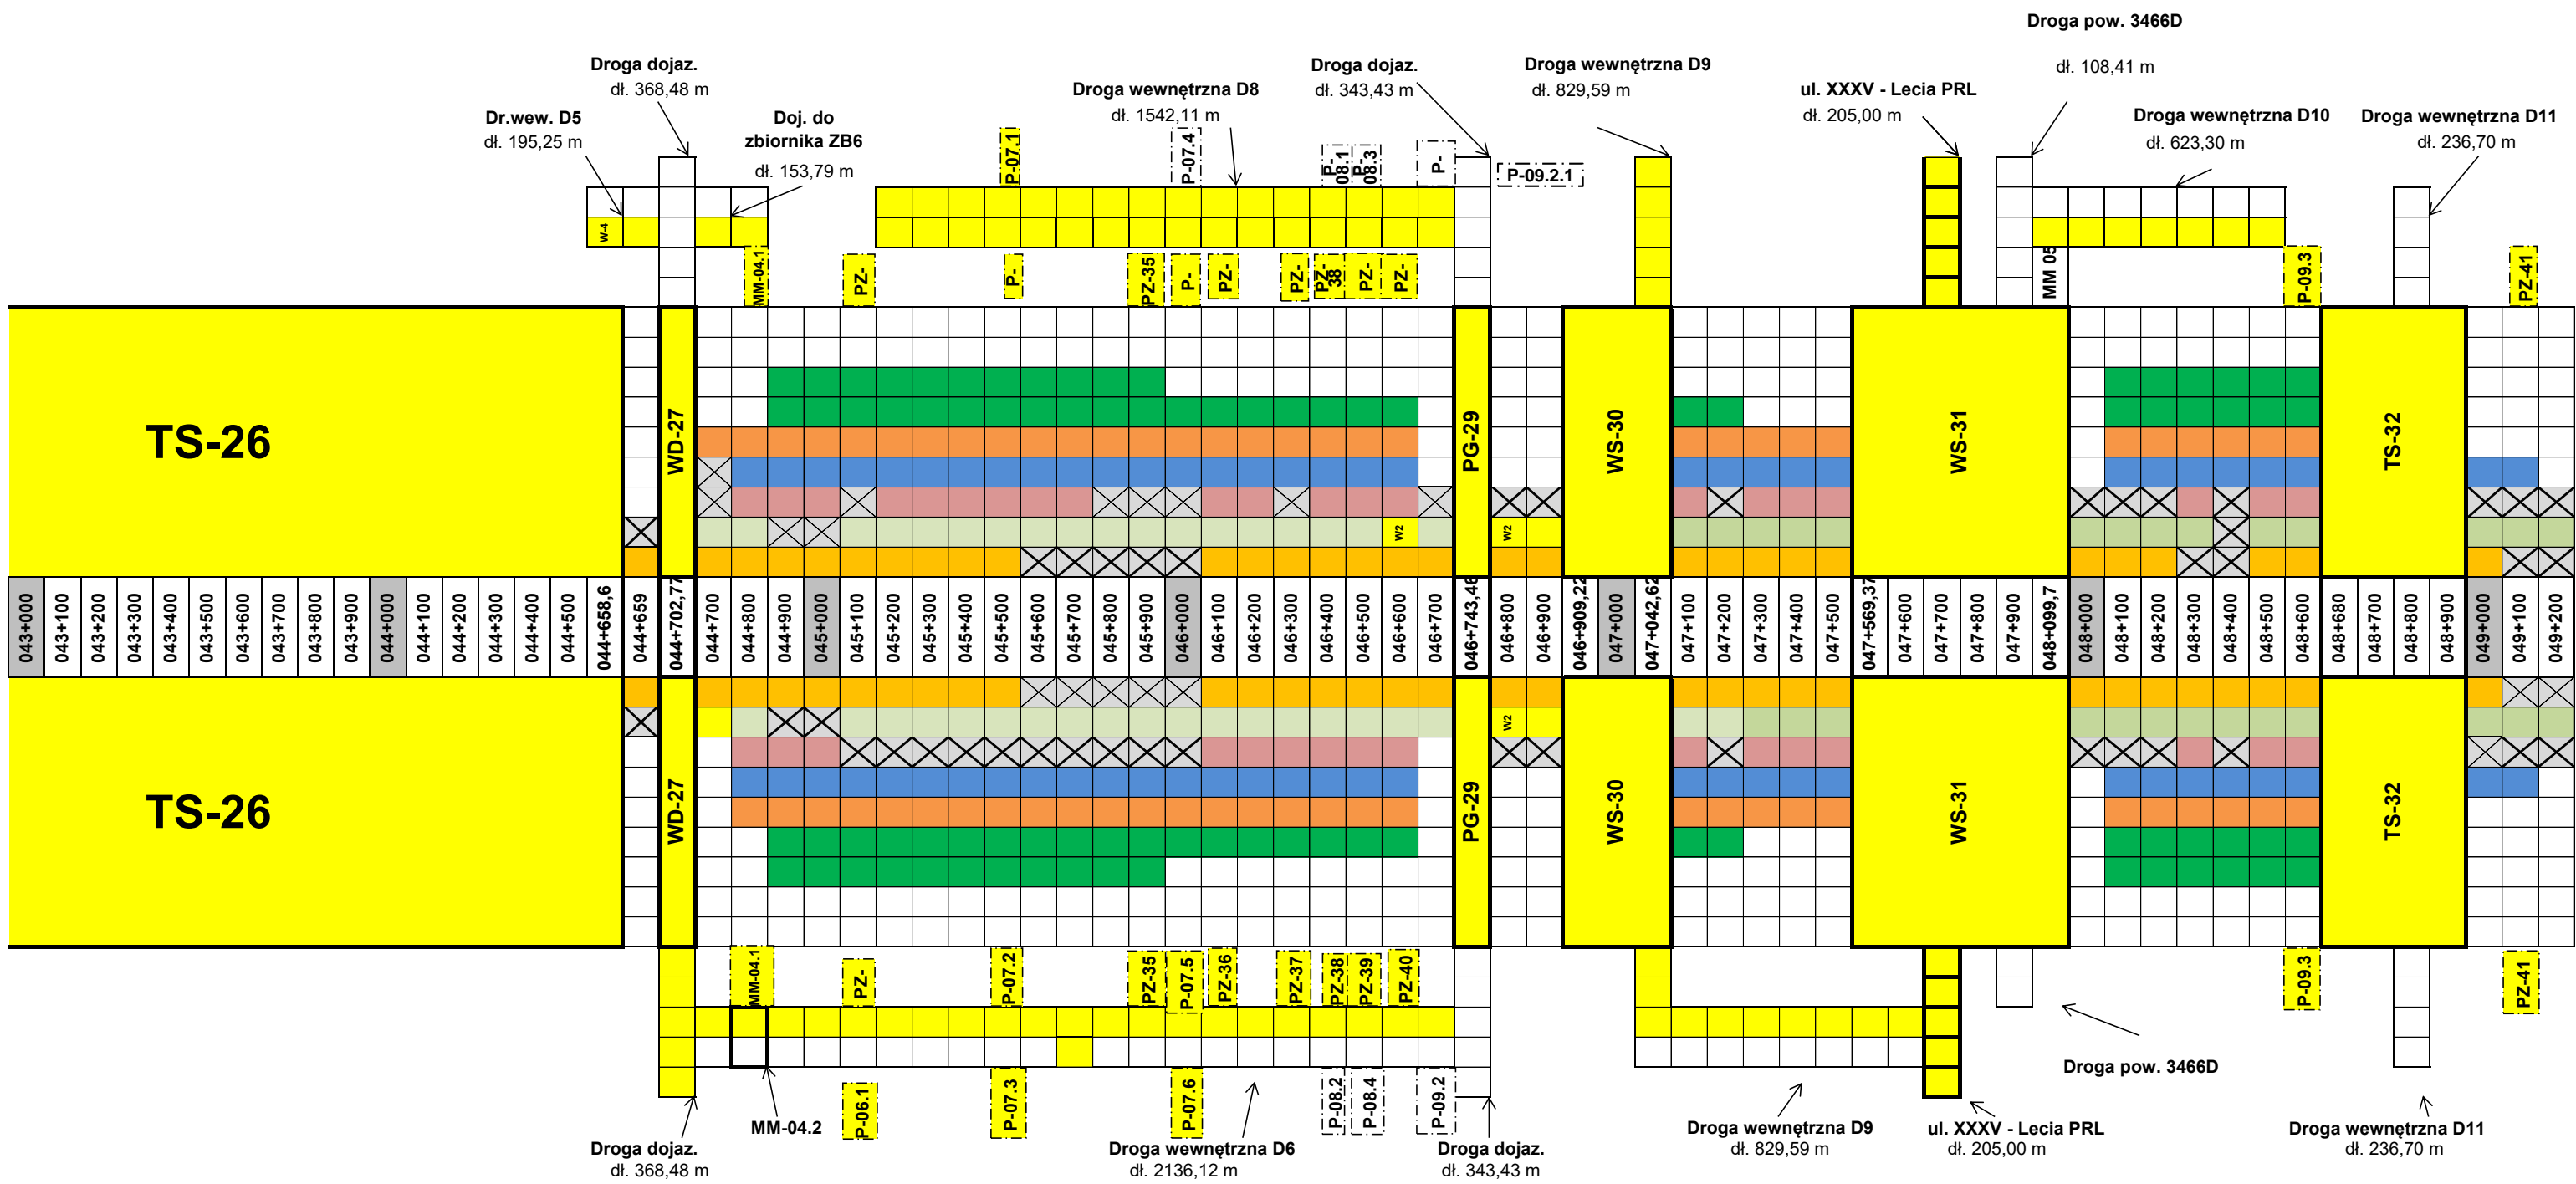 Droga pow. 3466D
dł. 108,41 m
Droga dojaz.
dł. 368,48 m
Droga dojaz.
dł. 343,43 m
Droga wewnętrzna D9
dł. 829,59 m
Droga wewnętrzna D8
dł. 1542,11 m
ul. XXXV - Lecia PRL
dł. 205,00 m
Dr.wew. D5
dł. 195,25 m
Doj. do
zbiornika ZB6
dł. 153,79 m
Droga wewnętrzna D10
dł. 623,30 m
Droga wewnętrzna D11
dł. 236,70 m
P-07.1
P-07.4
P-08.1
P-08.3
P-
P-09.2.1
W-4
MM-04.1
PZ-
P-
PZ-35
P-
PZ-
PZ-
PZ-38
PZ-
PZ-
MM 05
P-09.3
PZ-41
TS-26
WD-27
PG-29
WS-30
WS-31
TS-32
W2
W2
043+000
043+100
043+200
043+300
043+400
043+500
043+600
043+700
043+800
043+900
044+000
044+100
044+200
044+300
044+400
044+500
044+658,6
044+659
044+702,77
044+700
044+800
044+900
045+000
045+100
045+200
045+300
045+400
045+500
045+600
045+700
045+800
045+900
046+000
046+100
046+200
046+300
046+400
046+500
046+600
046+700
046+743,46
046+800
046+900
046+909,22
047+000
047+042,62
047+100
047+200
047+300
047+400
047+500
047+569,37
047+600
047+700
047+800
047+900
048+099,7
048+000
048+100
048+200
048+300
048+400
048+500
048+600
048+680
048+700
048+800
048+900
049+000
049+100
049+200
W2
TS-26
WD-27
PG-29
WS-30
WS-31
TS-32
MM-04.1
PZ-
P-07.2
PZ-35
P-07.5
PZ-36
PZ-37
PZ-38
PZ-39
PZ-40
P-09.3
PZ-41
P-06.1
P-07.3
P-07.6
P-08.2
P-08.4
P-09.2
Droga pow. 3466D
MM-04.2
Droga dojaz.
dł. 368,48 m
Droga wewnętrzna D6
dł. 2136,12 m
Droga dojaz.
dł. 343,43 m
Droga wewnętrzna D9
dł. 829,59 m
ul. XXXV - Lecia PRL
dł. 205,00 m
Droga wewnętrzna D11
dł. 236,70 m